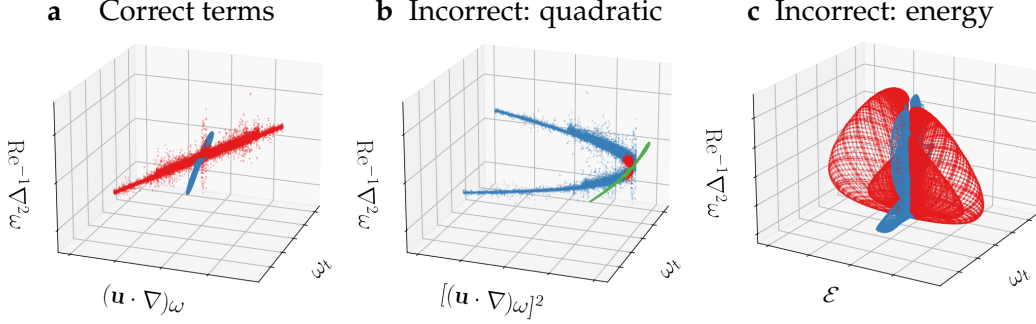 a Correct terms
b Incorrect: quadratic
c Incorrect: energy
Re⁻¹∇²ω
(u · ∇)ω
ωₜ
Re⁻¹∇²ω
[(u · ∇)ω]²
ωₜ
Re⁻¹∇²ω
ℰ
ωₜ